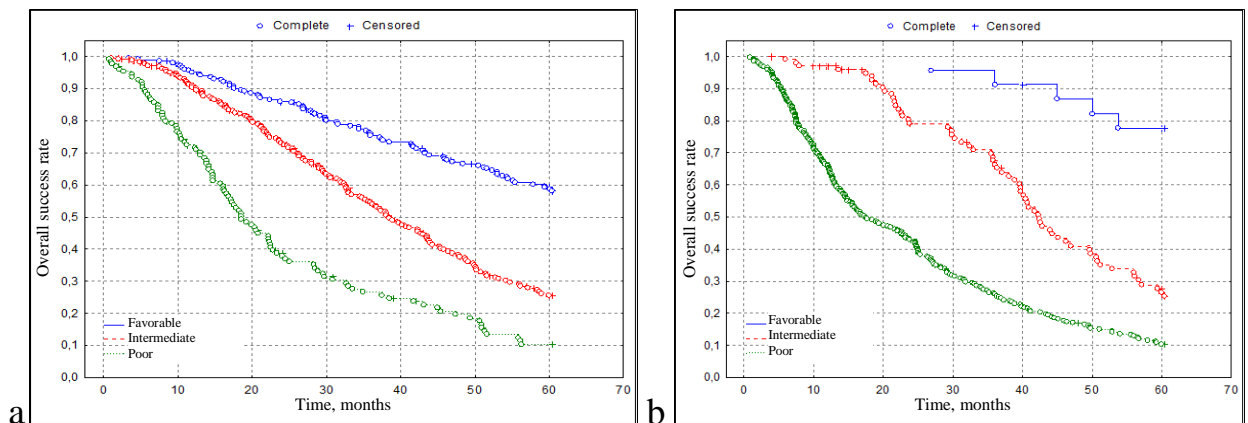 Complete Censored
1,0
0,9
0,8
0,7
0,6
0,5
0,4
0,3
0,2
0,1
0,0
Overall success rate
Favorable
Intermediate
Poor
0 10 20 30 40 50 60 70
Time, months
a
Complete Censored
1,0
0,9
0,8
0,7
0,6
0,5
0,4
0,3
0,2
0,1
0,0
Overall success rate
Favorable
Intermediate
Poor
0 10 20 30 40 50 60 70
Time, months
b